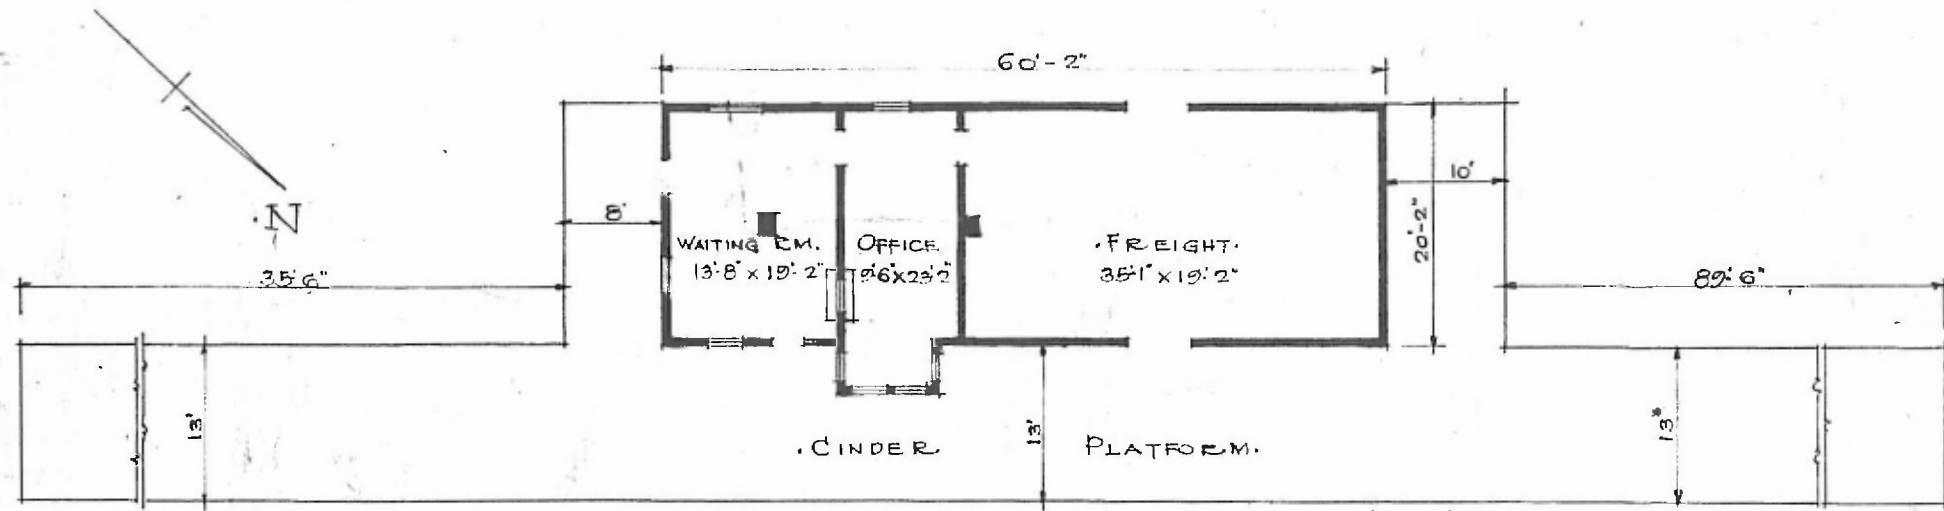 60'-2"
N
8'
10'
20'-2"
WAITING RM.
13'-8" x 19'-2"
OFFICE
9'-6" x 23'-2"
.FREIGHT.
35'-1" x 19'-2"
35'-6"
89'-6"
13'
13'
13'
.CINDER PLATFORM.